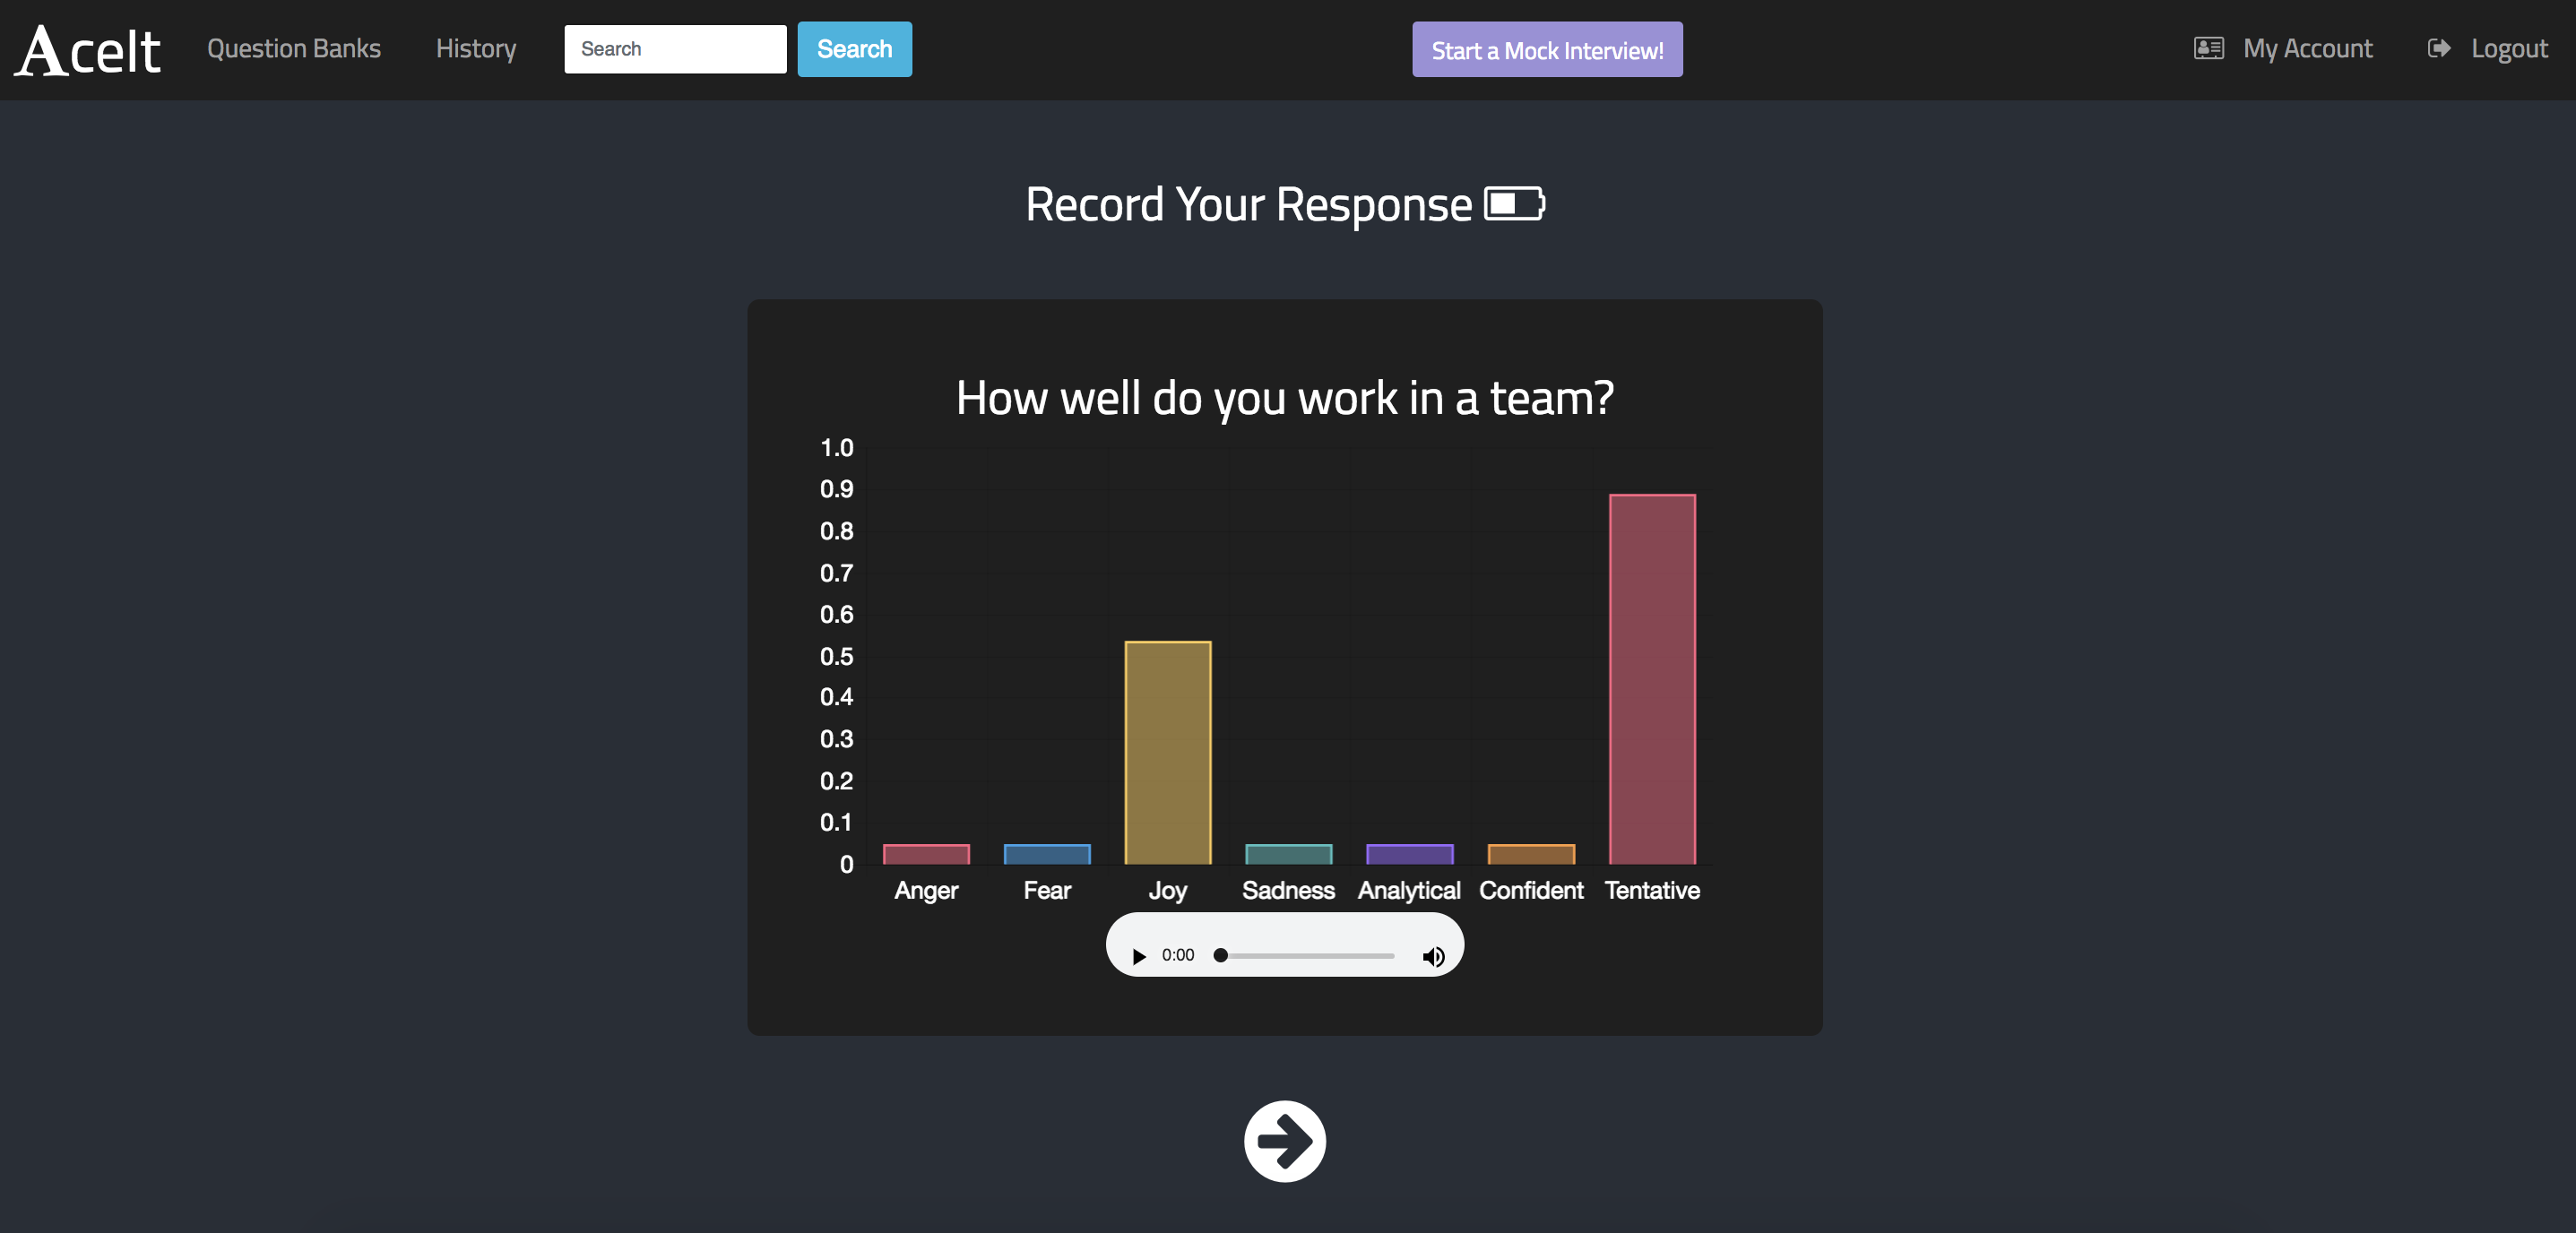 AceIt
Question Banks
History
Search
Search
Start a Mock Interview!
My Account
Logout
Record Your Response
How well do you work in a team?
1.0
0.9
0.8
0.7
0.6
0.5
0.4
0.3
0.2
0.1
0
Anger Fear Joy Sadness Analytical Confident Tentative
0:00